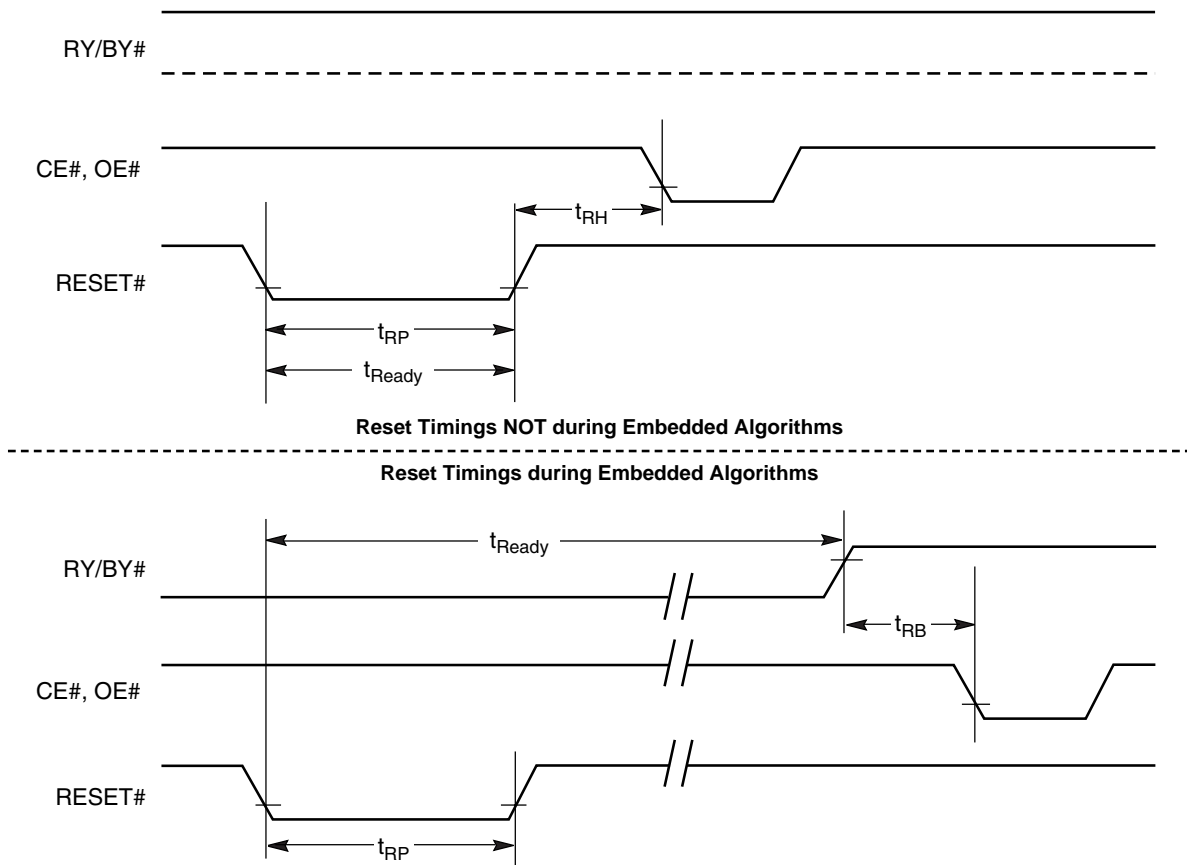 RY/BY#
CE#, OE#
tRH
RESET#
tRP
tReady
Reset Timings NOT during Embedded Algorithms
Reset Timings during Embedded Algorithms
tReady
RY/BY#
tRB
CE#, OE#
RESET#
tRP